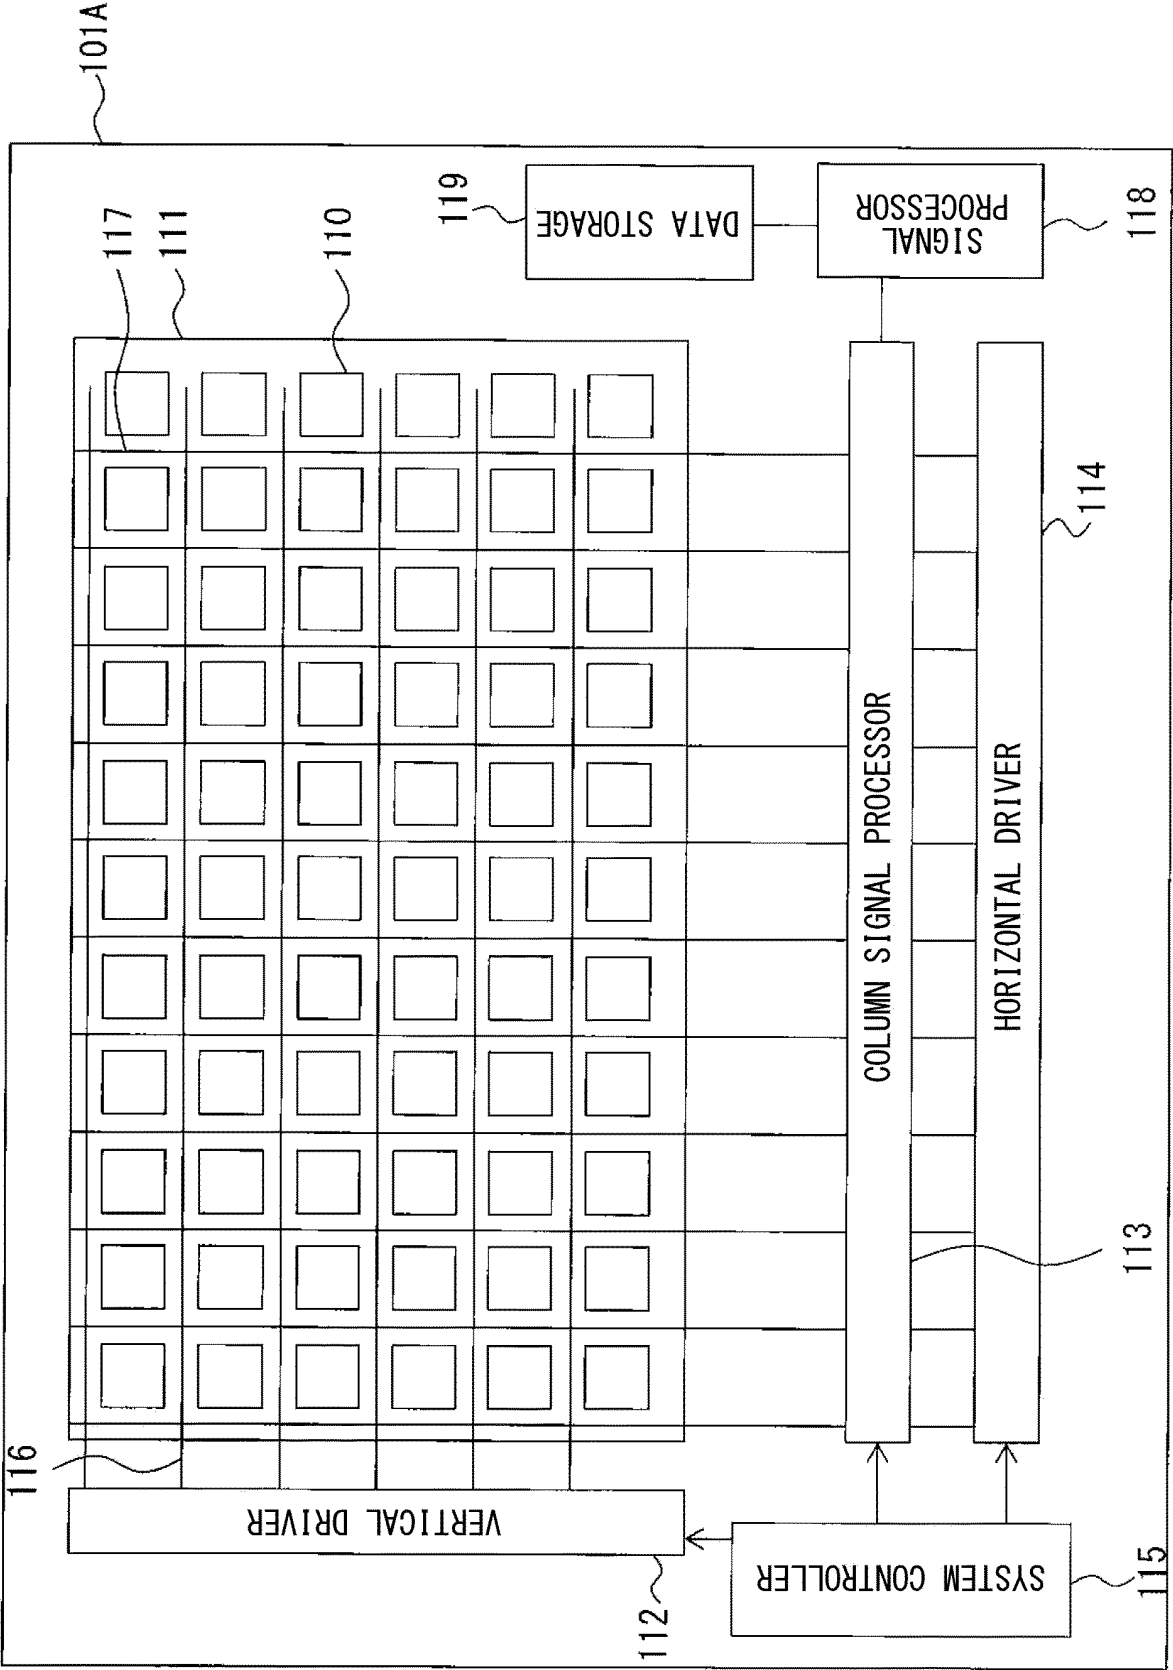 101A
117
111
110
116
VERTICAL DRIVER
112
119
DATA STORAGE
SIGNAL
PROCESSOR
118
COLUMN SIGNAL PROCESSOR
113
HORIZONTAL DRIVER
114
SYSTEM CONTROLLER
115